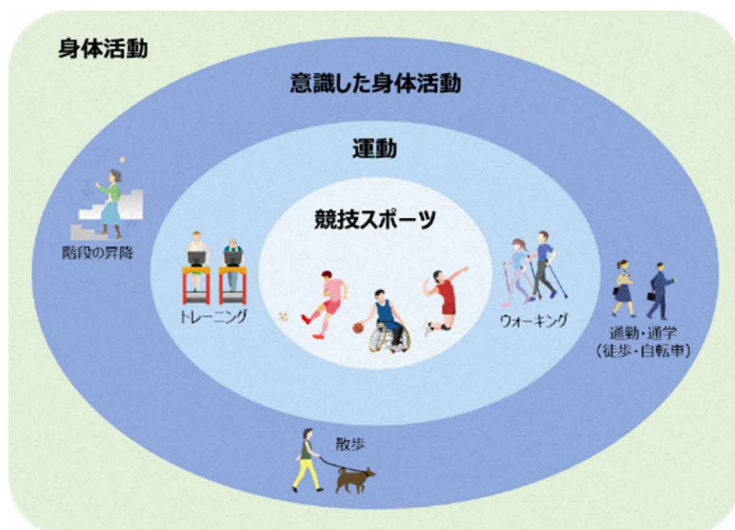 身体活動
意識した身体活動
運動
競技スポーツ
階段の昇降
トレーニング
ウォーキング
通勤・通学
（徒歩・自転車）
散歩